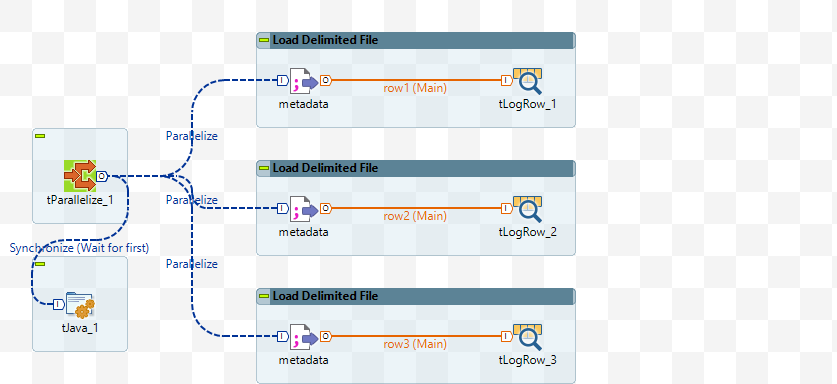 Load Delimited File
metadata
row1 (Main)
tLogRow_1
Parallelize
tParallelize_1
Load Delimited File
Parallelize
metadata
row2 (Main)
tLogRow_2
Synchronize (Wait for first)
Parallelize
tJava_1
Load Delimited File
metadata
row3 (Main)
tLogRow_3